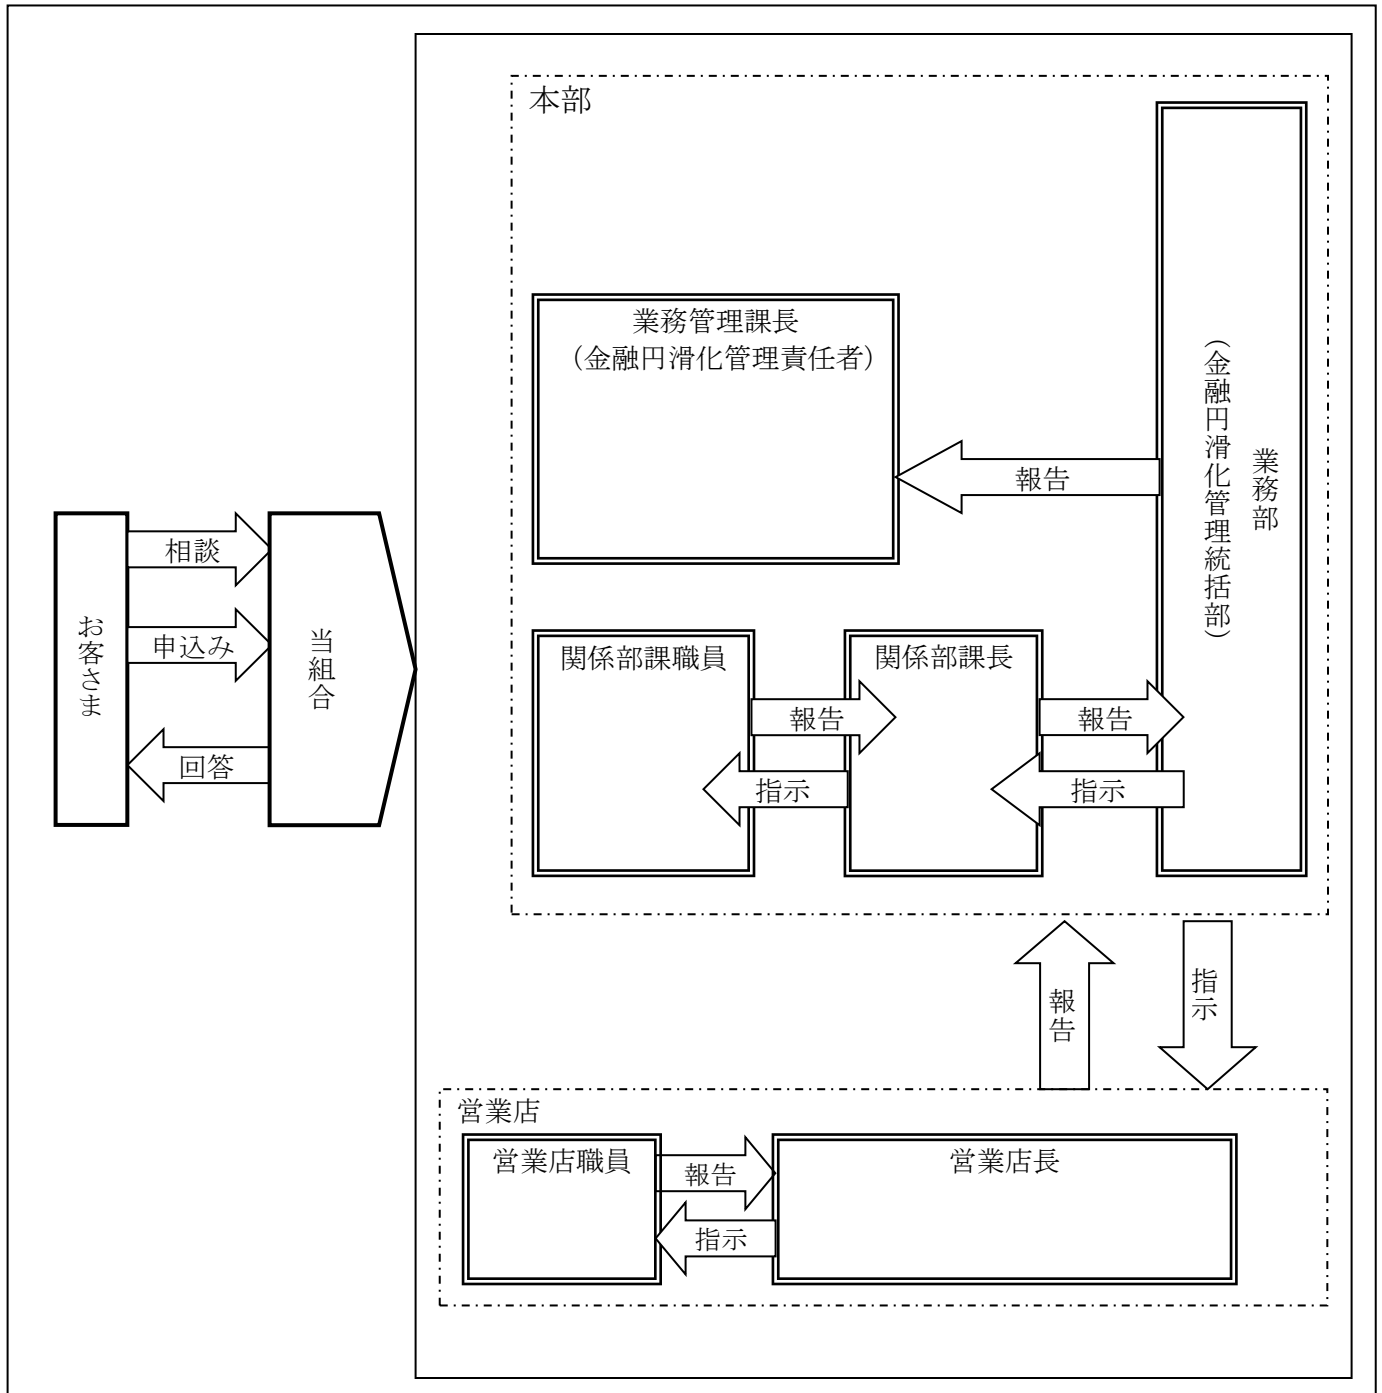 本部
業務管理課長
（金融円滑化管理責任者）
業務部
（金融円滑化管理統括部）
報告
相談
申込み
回答
お客さま
当組合
関係部課職員
関係部課長
報告
報告
指示
指示
報告
指示
営業店
営業店職員
営業店長
報告
指示